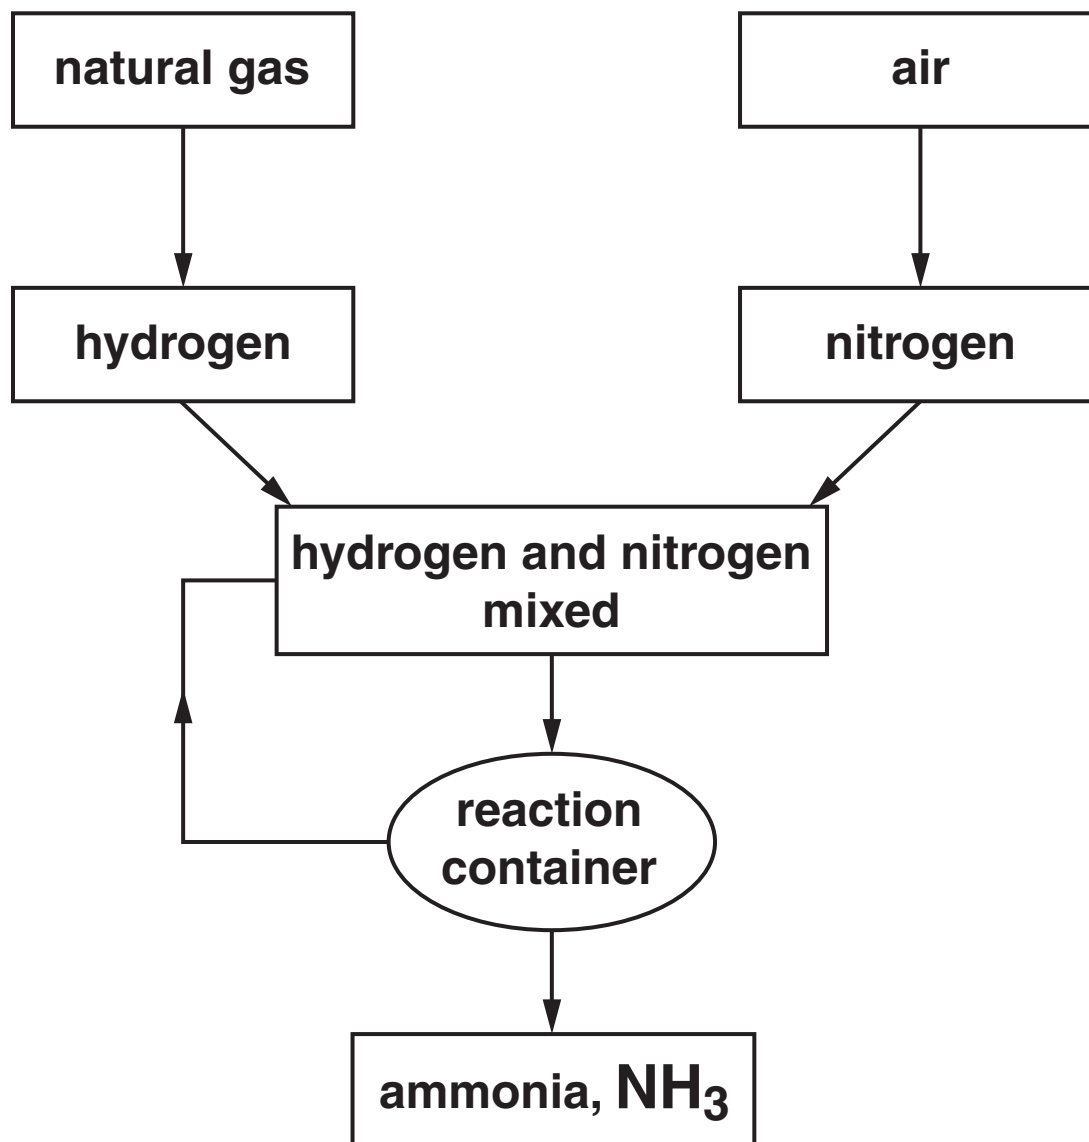 natural gas
air
hydrogen
nitrogen
hydrogen and nitrogen
mixed
reaction
container
ammonia, NH₃